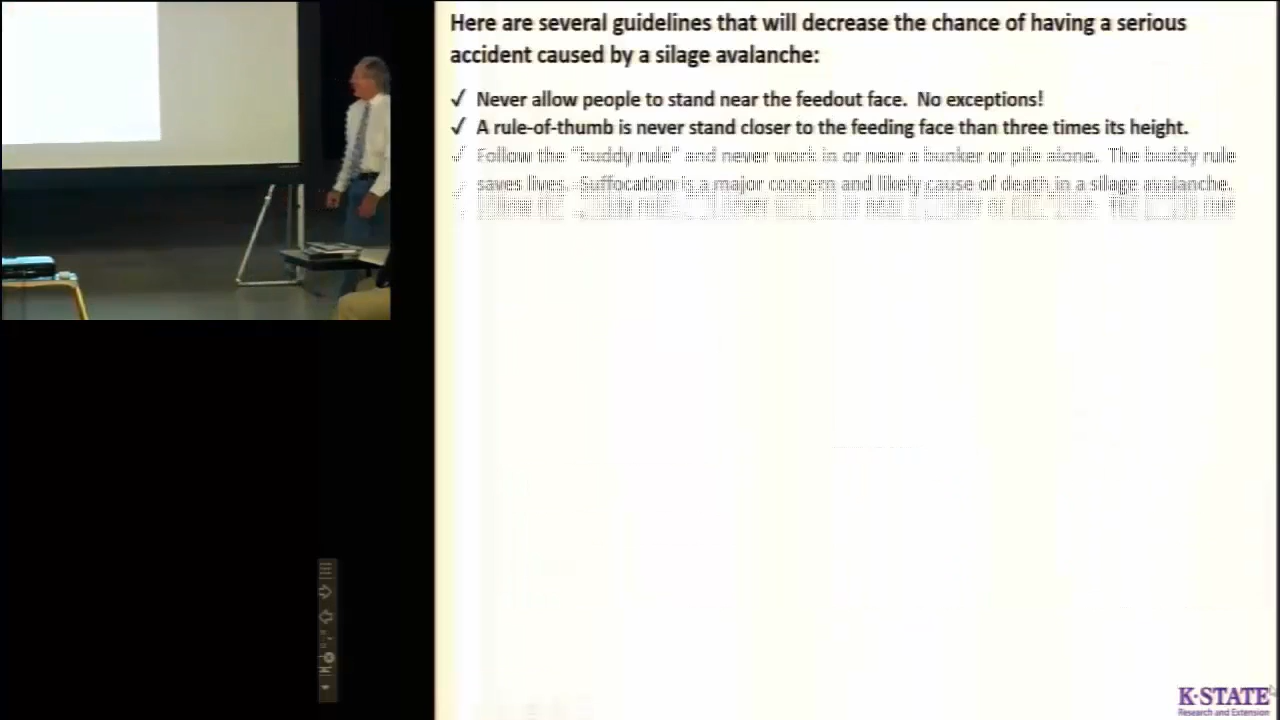 Here are several guidelines that will decrease the chance of having a serious
accident caused by a silage avalanche:
✓ Never allow people to stand near the feedout face. No exceptions!
✓ A rule-of-thumb is never stand closer to the feeding face than three times its height.
✓ Follow the "buddy rule" and never work in or near a bunker or pile alone. The buddy rule
saves lives. Suffocation is a major concern and likely cause of death in a silage avalanche.
K·STATE
Research and Extension